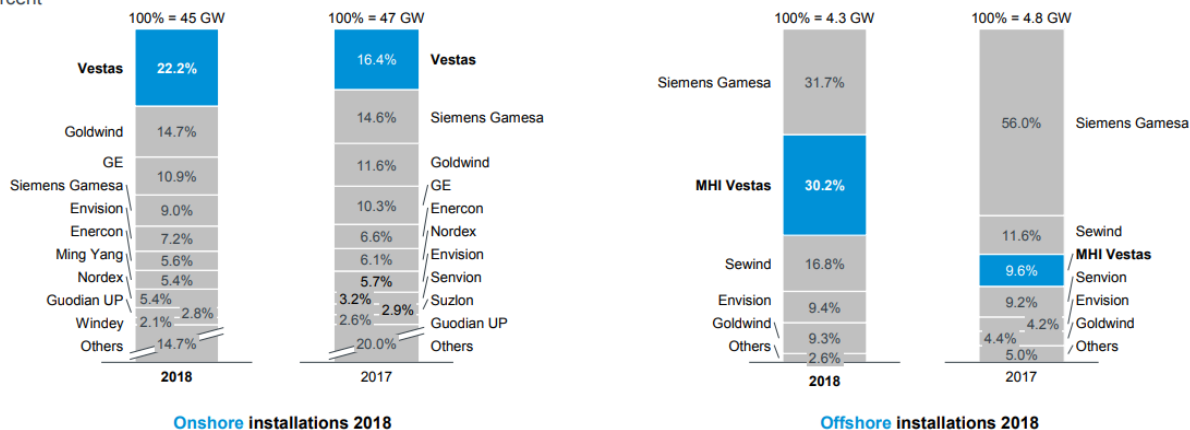 100% = 45 GW
Vestas
22.2%
Goldwind
14.7%
GE
10.9%
Siemens Gamesa
9.0%
Envision
7.2%
Enercon
5.6%
Ming Yang
5.4%
Nordex
5.4%
Guodian UP
2.8%
Windey
2.1%
Others
14.7%
2018
100% = 47 GW
16.4%
Vestas
14.6%
Siemens Gamesa
11.6%
Goldwind
10.3%
GE
6.6%
Enercon
6.1%
Nordex
5.7%
Envision
3.2%
Senvion
2.9%
Suzlon
2.6%
Guodian UP
20.0%
Others
2017
Onshore installations 2018
100% = 4.3 GW
Siemens Gamesa
31.7%
MHI Vestas
30.2%
Sewind
16.8%
Envision
9.4%
Goldwind
9.3%
Others
2.6%
2018
100% = 4.8 GW
56.0%
Siemens Gamesa
11.6%
Sewind
9.6%
MHI Vestas
9.2%
Senvion
4.2%
Envision
4.4%
Goldwind
5.0%
Others
2017
Offshore installations 2018